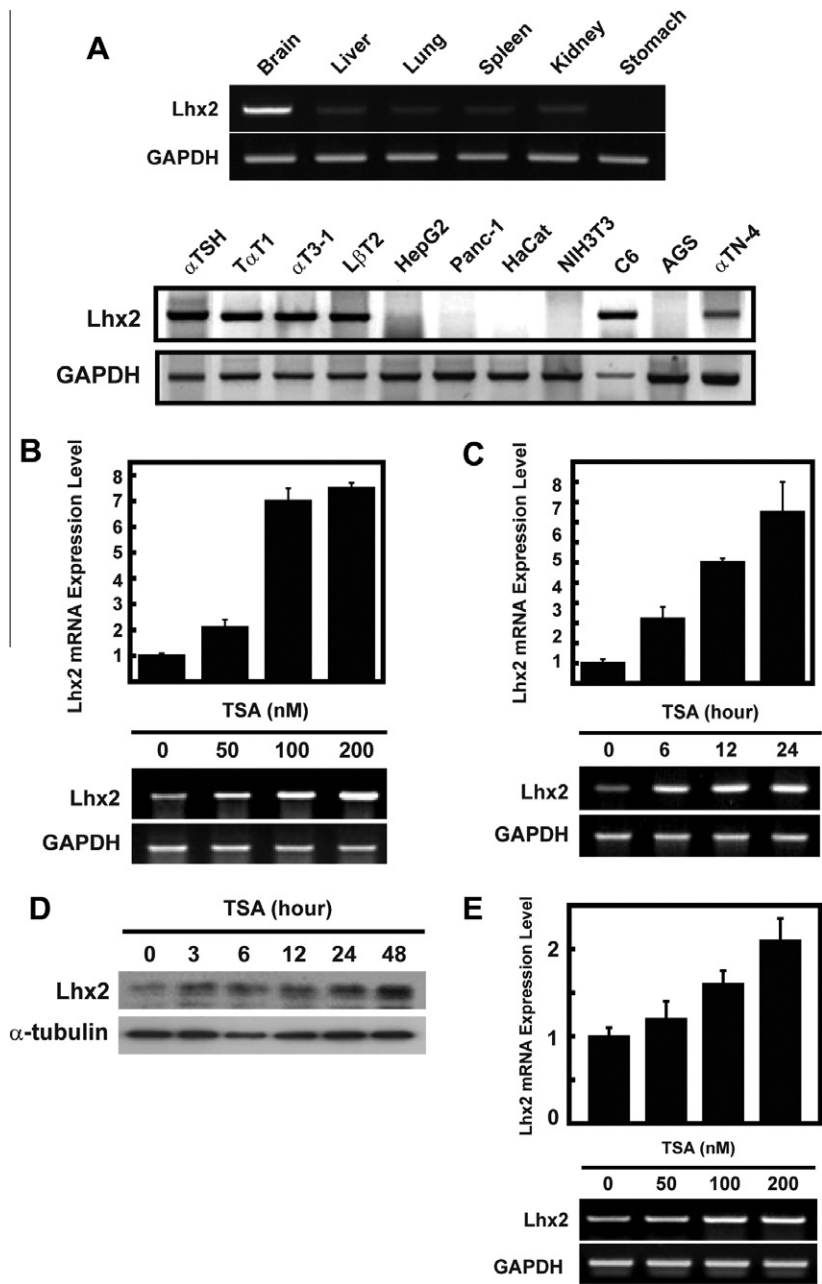 A
Brain Liver Lung Spleen Kidney Stomach
Lhx2
GAPDH
αTSH TαT1 αT3-1 LβT2 HepG2 Panc-1 HaCat NIH3T3 C6 AGS αTN-4
Lhx2
GAPDH
B
Lhx2 mRNA Expression Level
8
7
6
5
4
3
2
1
TSA (nM)
0 50 100 200
Lhx2
GAPDH
C
Lhx2 mRNA Expression Level
8
7
6
5
4
3
2
1
TSA (hour)
0 6 12 24
Lhx2
GAPDH
D
TSA (hour)
0 3 6 12 24 48
Lhx2
α-tubulin
E
Lhx2 mRNA Expression Level
2
1
0
TSA (nM)
0 50 100 200
Lhx2
GAPDH